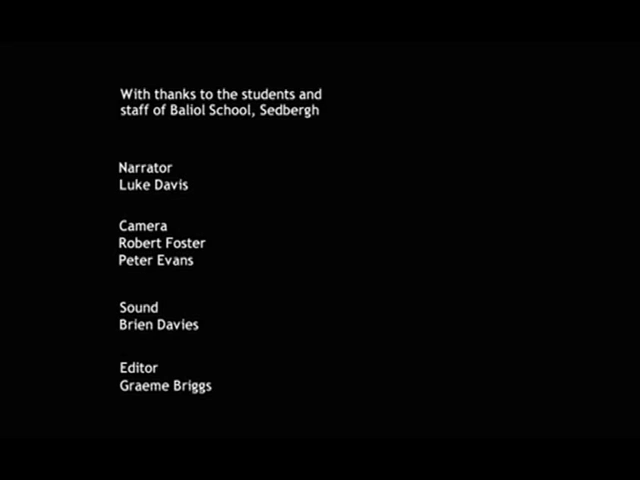 With thanks to the students and
staff of Baliol School, Sedbergh
Narrator
Luke Davis
Camera
Robert Foster
Peter Evans
Sound
Brien Davies
Editor
Graeme Briggs